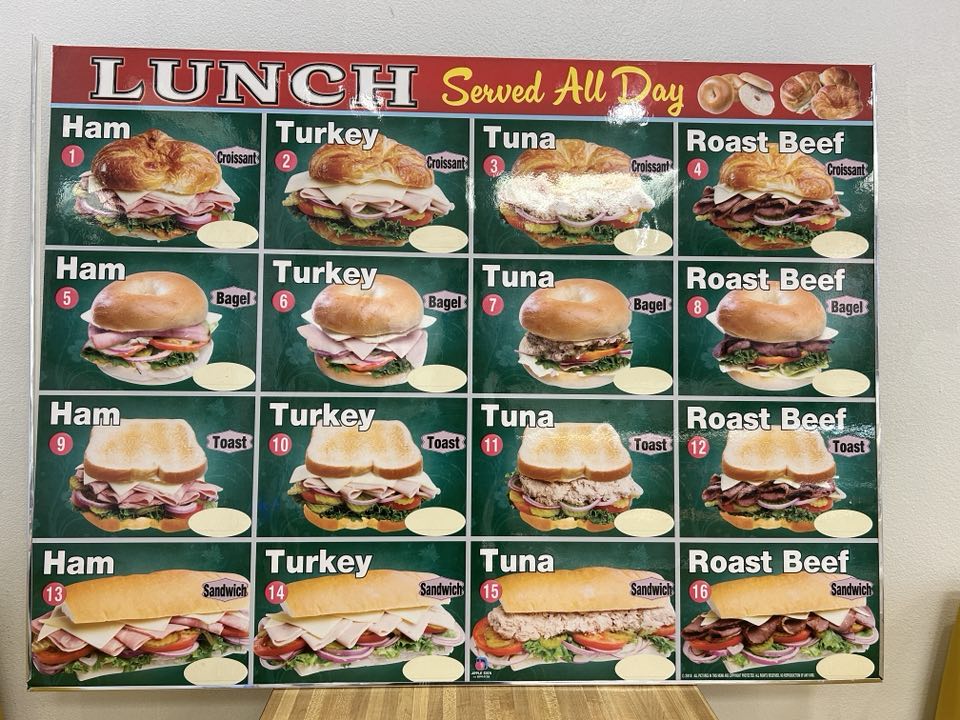 LUNCH Served All Day
Ham Turkey Tuna Roast Beef
1 Croissant 2 Croissant 3 Croissant 4 Croissant
Ham Turkey Tuna Roast Beef
5 Bagel 6 Bagel 7 Bagel 8 Bagel
Ham Turkey Tuna Roast Beef
9 Toast 10 Toast 11 Toast 12 Toast
Ham Turkey Tuna Roast Beef
13 Sandwich 14 Sandwich 15 Sandwich 16 Sandwich